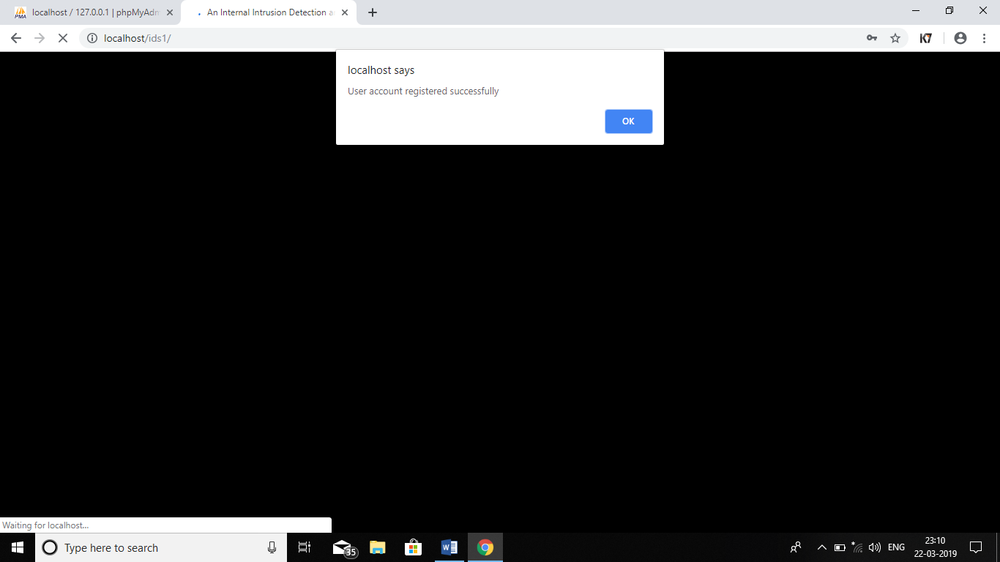 localhost / 127.0.0.1 | phpMyAdm
An Internal Intrusion Detection a
localhost/ids1/
K7
localhost says
User account registered successfully
OK
Waiting for localhost...
Type here to search
35
W
ENG
23:10
22-03-2019
PMA